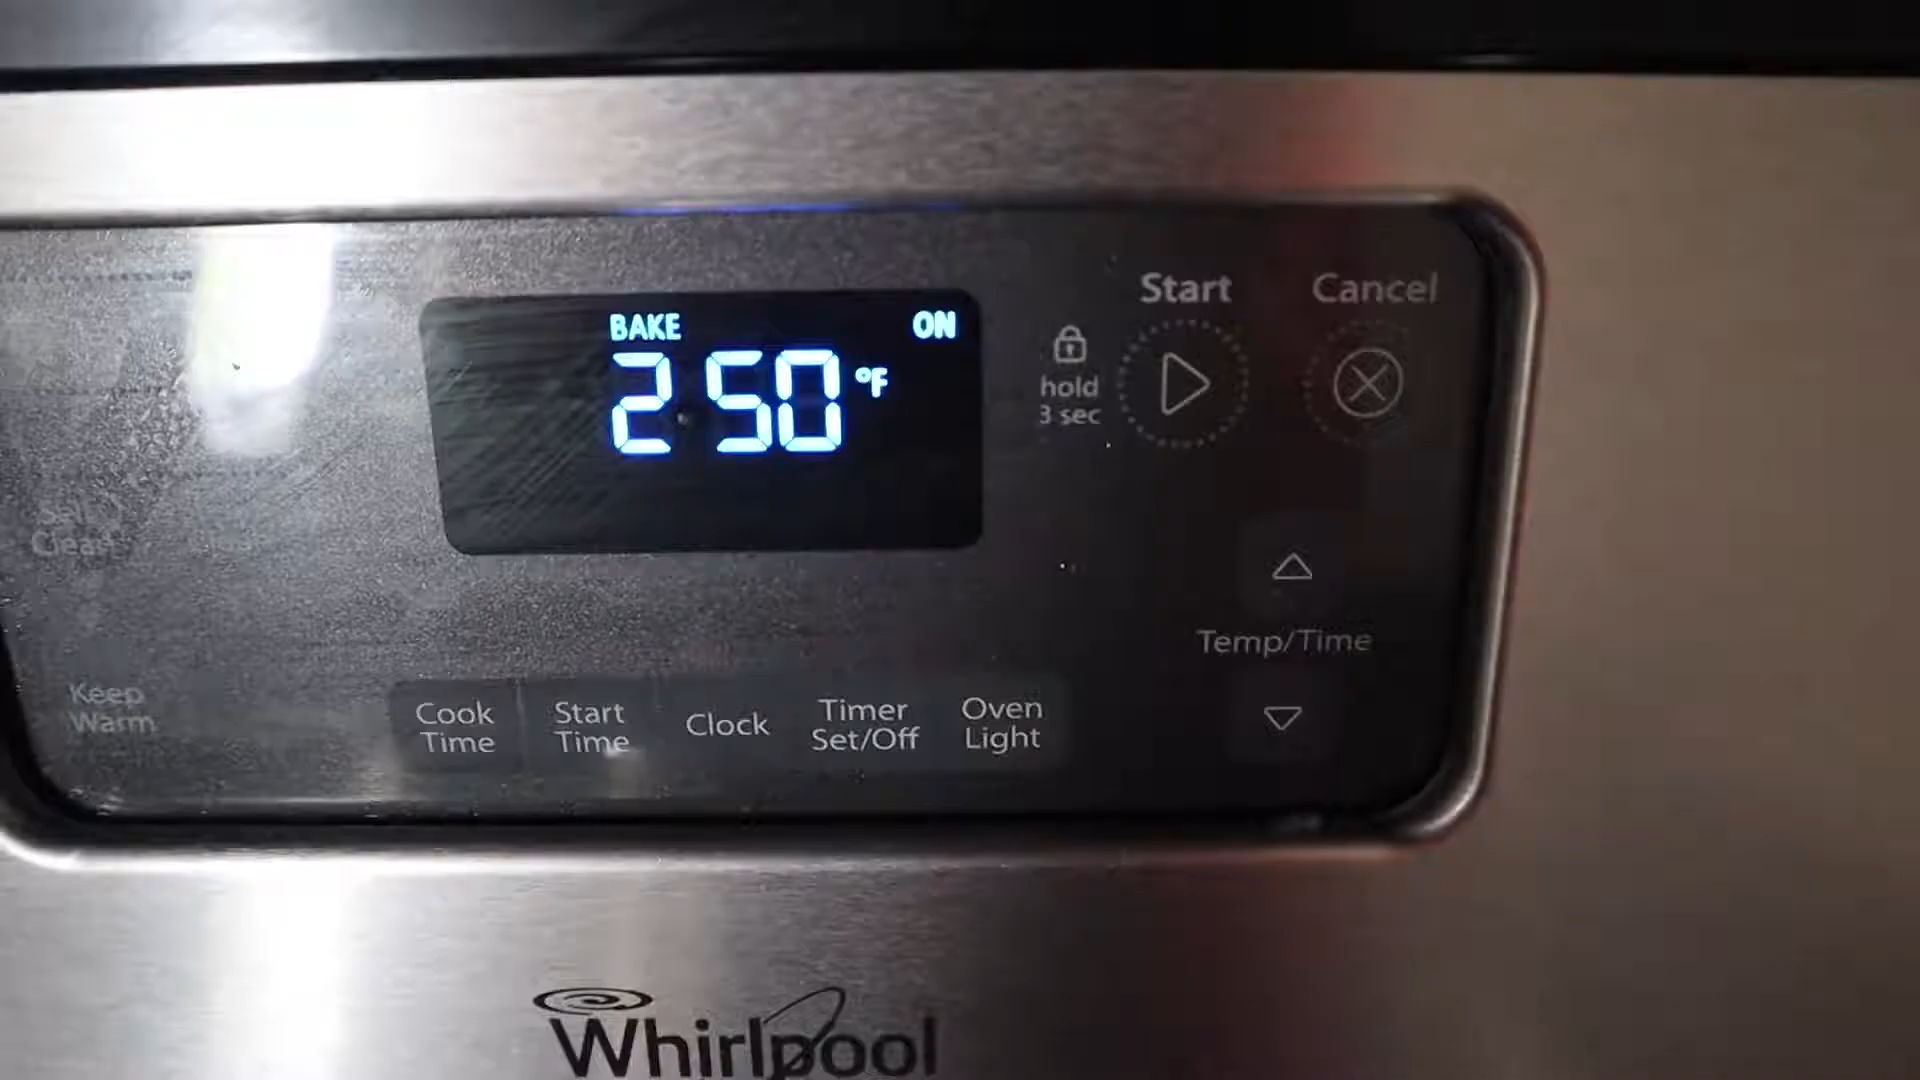 BAKE ON
250 °F
Start
Cancel
hold
3 sec
Self
Clean
Temp/Time
Keep
Warm
Cook
Time
Start
Time
Clock
Timer
Set/Off
Oven
Light
Whirlpool